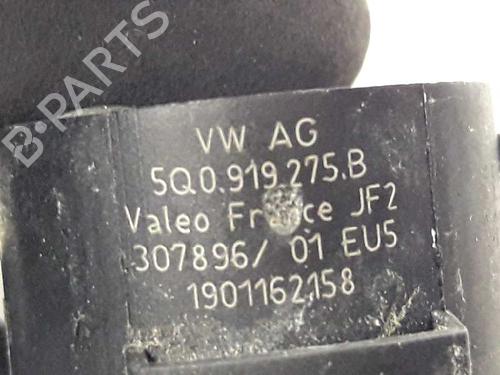 B-PARTS
VW AG
5Q0.919.275.B
Valeo France JF2
307896/ 01 EU5
1901162158